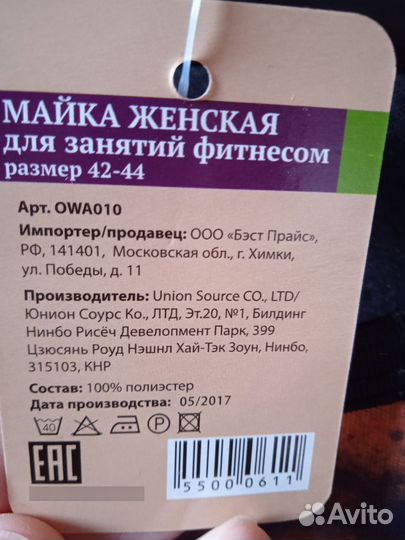 МАЙКА ЖЕНСКАЯ
для занятий фитнесом
размер 42-44
Арт. OWA010
Импортер/продавец: ООО «Бэст Прайс»,
РФ, 141401, Московская обл., г. Химки,
ул. Победы, д. 11
Производитель: Union Source CO., LTD/
Юнион Соурс Ко., ЛТД, Эт.20, №1, Билдинг
Нинбо Рисёч Девелопмент Парк, 399
Цзюсянь Роуд Нэшнл Хай-Тэк Зоун, Нинбо,
315103, КНР
Состав: 100% полиэстер
Дата производства: 05/2017
40
P
EAC
55000611
Avito